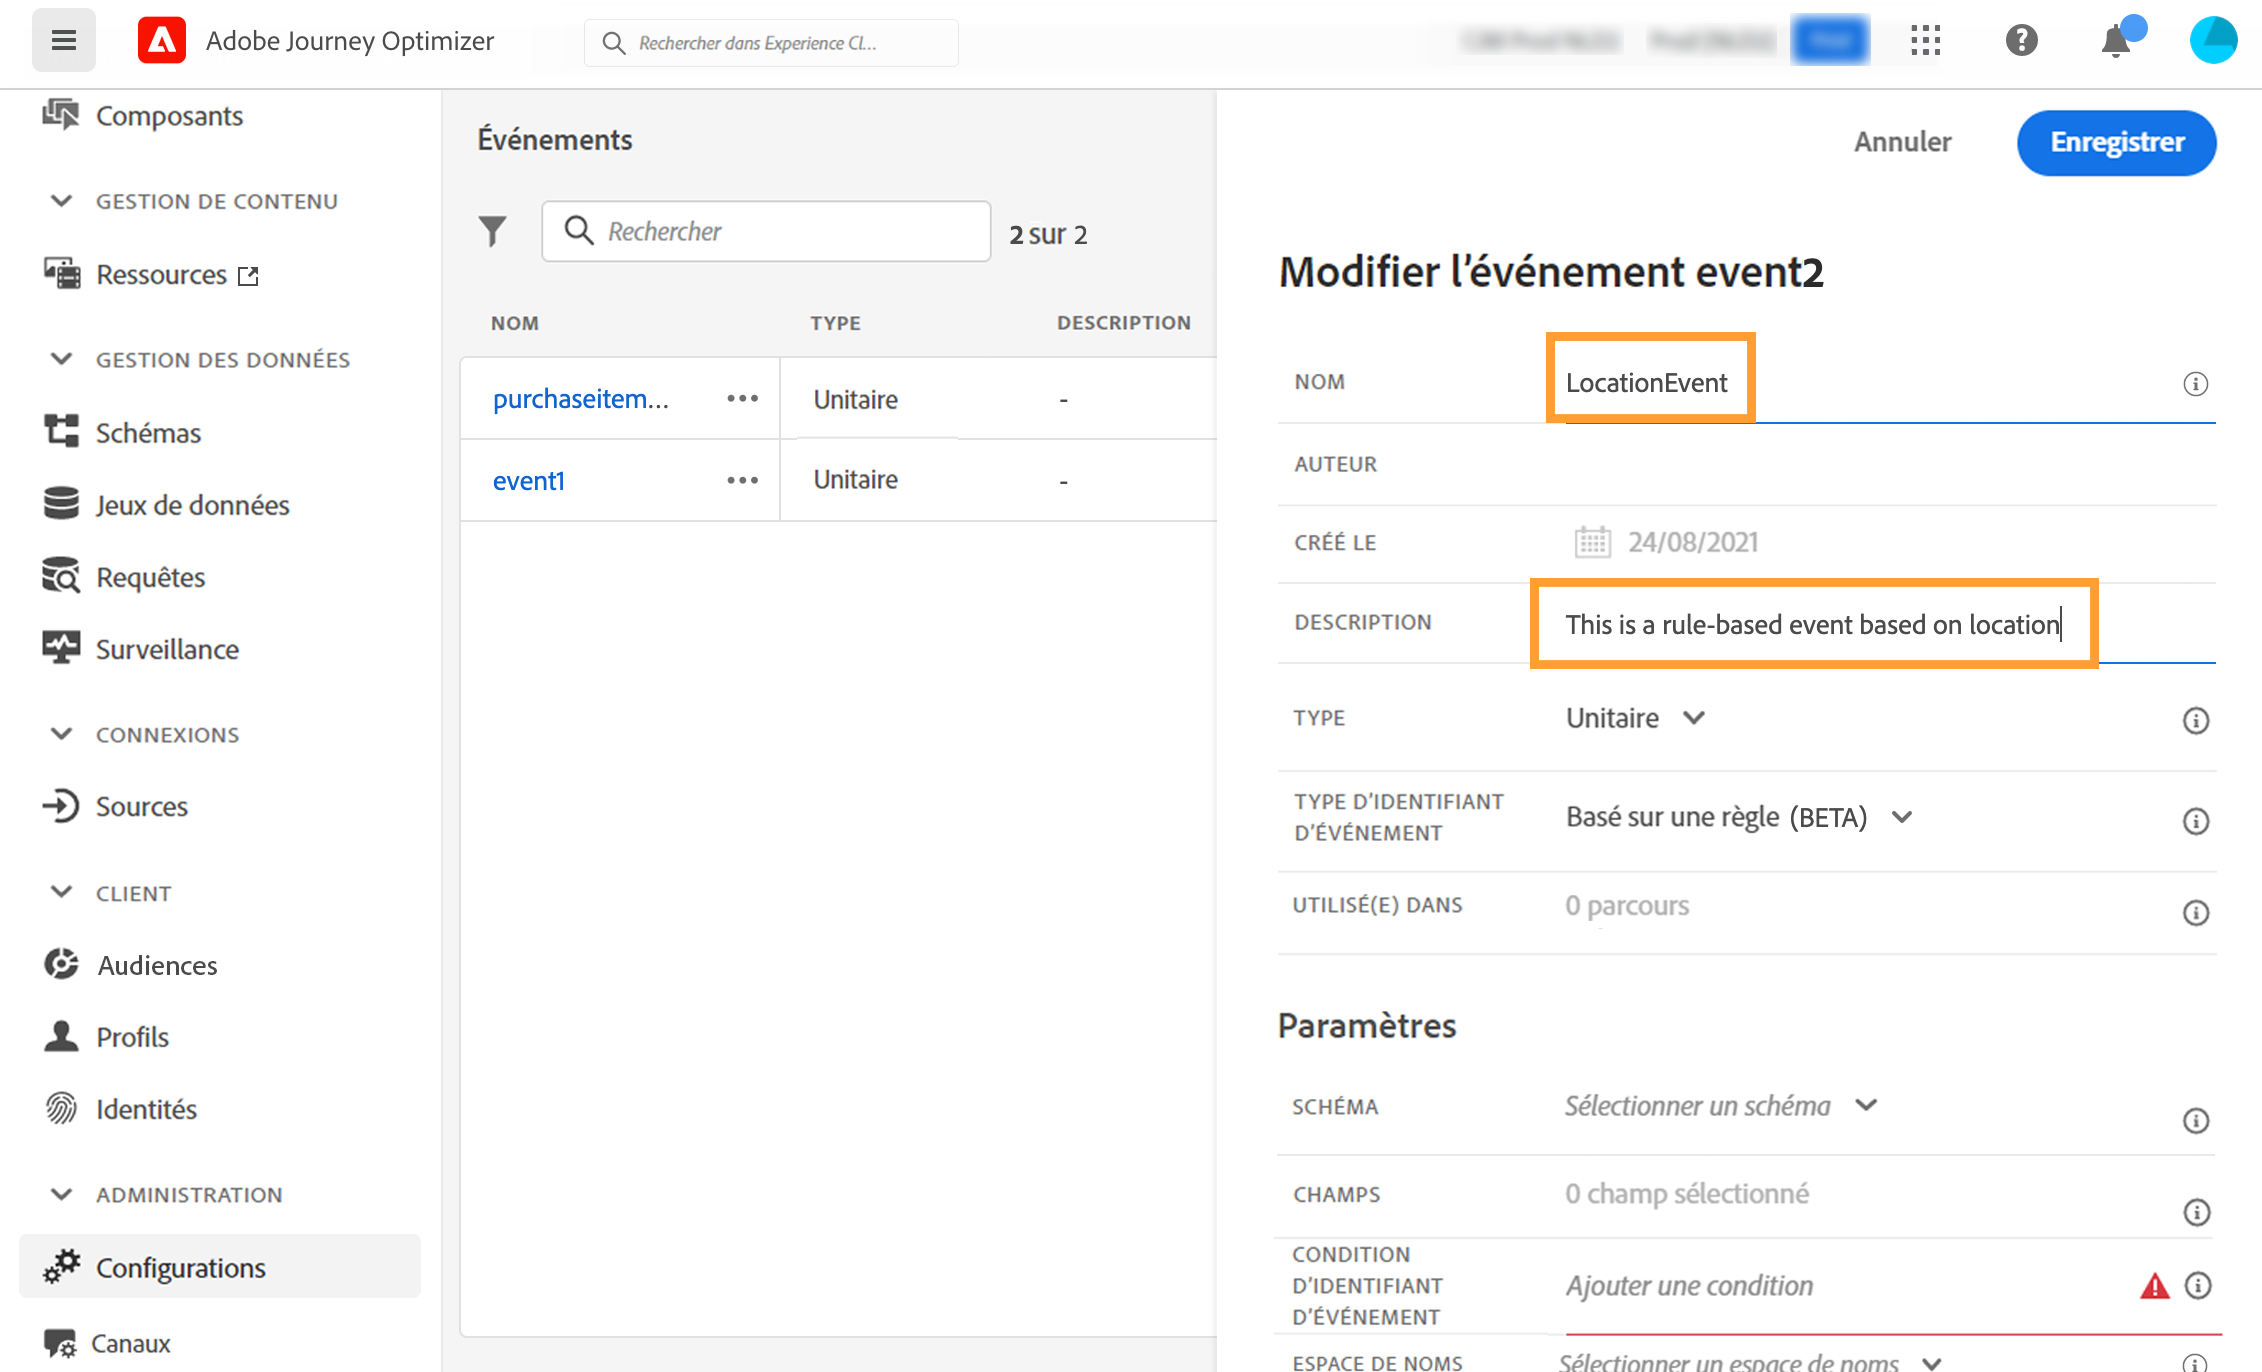 Adobe Journey Optimizer
Rechercher dans Experience Cl...
Composants
GESTION DE CONTENU
Ressources
GESTION DES DONNÉES
Schémas
Jeux de données
Requêtes
Surveillance
CONNEXIONS
Sources
CLIENT
Audiences
Profils
Identités
ADMINISTRATION
Configurations
Canaux
Événements
Rechercher
2 sur 2
NOM TYPE DESCRIPTION
purchaseitem... Unitaire -
event1 Unitaire -
Annuler
Enregistrer
Modifier l’événement event2
NOM LocationEvent
AUTEUR
CRÉÉ LE 24/08/2021
DESCRIPTION This is a rule-based event based on location
TYPE Unitaire
TYPE D’IDENTIFIANT
D’ÉVÉNEMENT
Basé sur une règle (BETA)
UTILISÉ(E) DANS 0 parcours
Paramètres
SCHÉMA Sélectionner un schéma
CHAMPS 0 champ sélectionné
CONDITION
D’IDENTIFIANT
D’ÉVÉNEMENT
Ajouter une condition
ESPACE DE NOMS Sélectionner un espace de noms